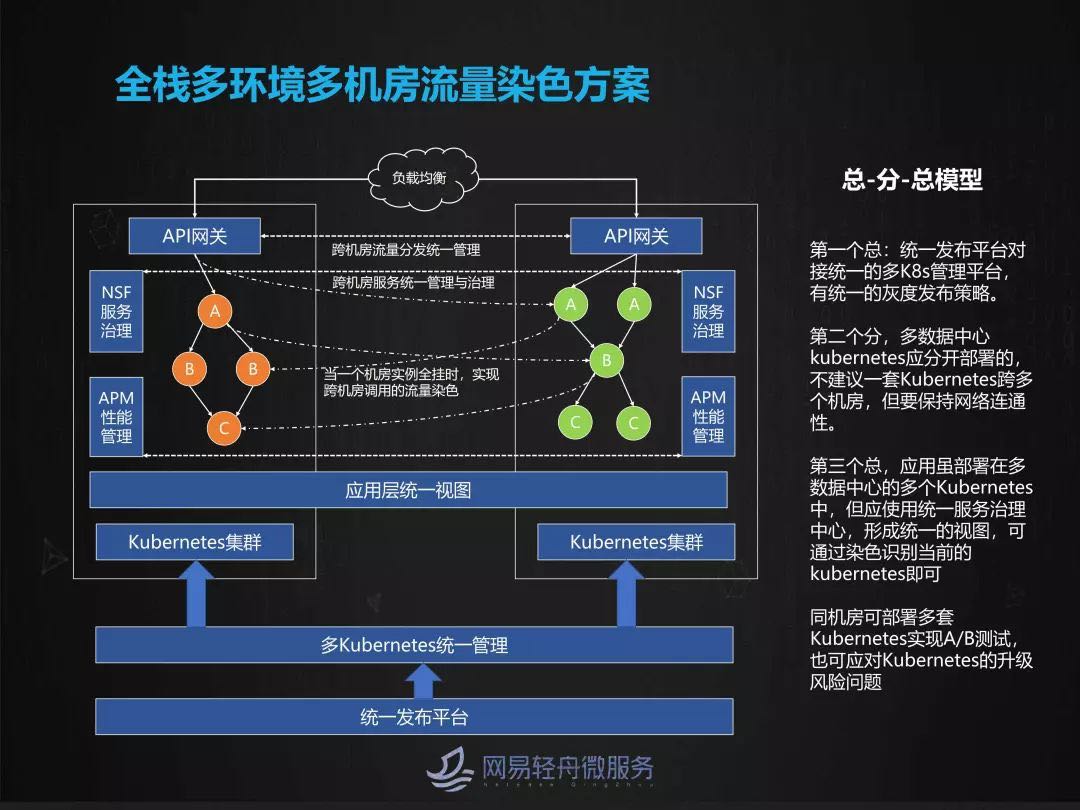 全栈多环境多机房流量染色方案
负载均衡
API网关
API网关
跨机房流量分发统一管理
跨机房服务统一管理与治理
NSF
服务
治理
NSF
服务
治理
A
B
B
C
A
A
B
C
C
当一个机房实例全挂时，实现
跨机房调用的流量染色
APM
性能
管理
APM
性能
管理
应用层统一视图
Kubernetes集群
Kubernetes集群
多Kubernetes统一管理
统一发布平台
总-分-总模型
第一个总：统一发布平台对
接统一的多K8s管理平台，
有统一的灰度发布策略。
第二个分，多数据中心
kubernetes应分开部署的，
不建议一套Kubernetes跨多
个机房，但要保持网络连通
性。
第三个总，应用虽部署在多
数据中心的多个Kubernetes
中，但应使用统一服务治理
中心，形成统一的视图，可
通过染色识别当前的
kubernetes即可
同机房可部署多套
Kubernetes实现A/B测试，
也可应对Kubernetes的升级
风险问题
网易轻舟微服务
Netease QingZhou